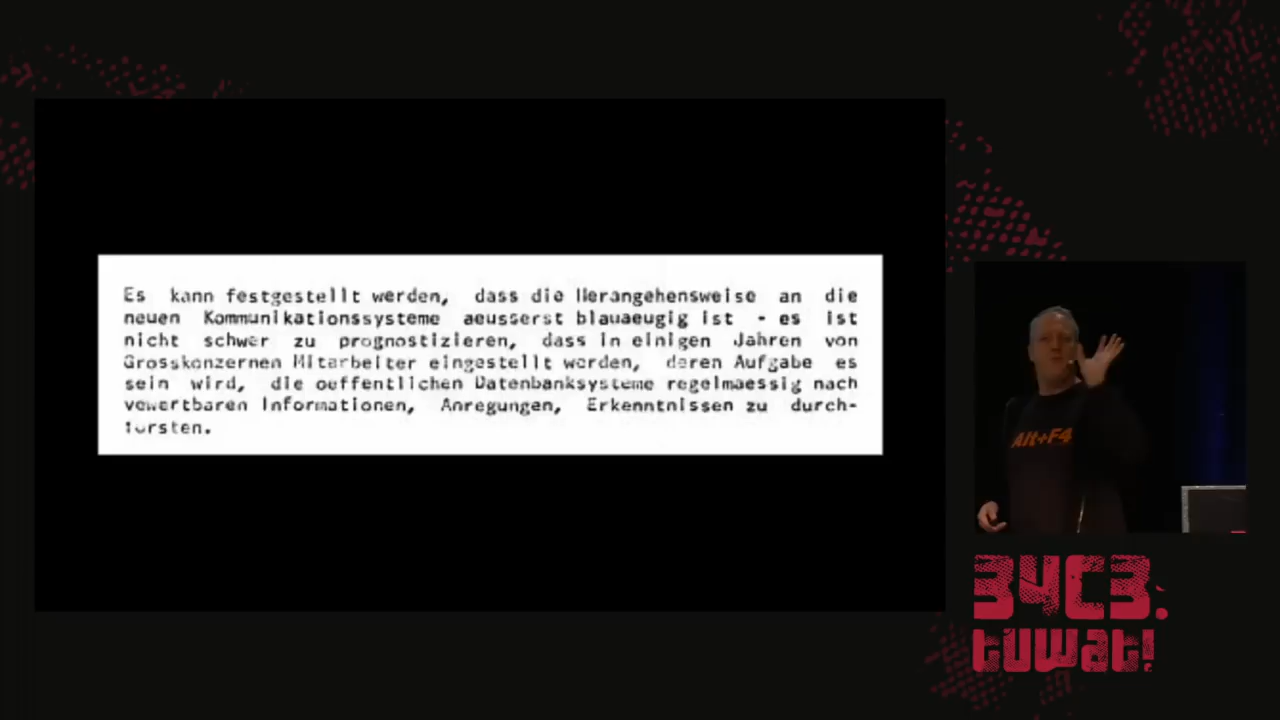 Es kann festgestellt werden, dass die Herangehensweise an die
neuen Kommunikationssysteme aeusserst blauaeugig ist - es ist
nicht schwer zu prognostizieren, dass in einigen Jahren von
Grosskonzernen Mitarbeiter eingestellt werden, deren Aufgabe es
sein wird, die oeffentlichen Datenbanksysteme regelmaessig nach
vewertbaren Informationen, Anregungen, Erkenntnissen zu durch-
forsten.
Alt+F4
34C3.
tuwat!